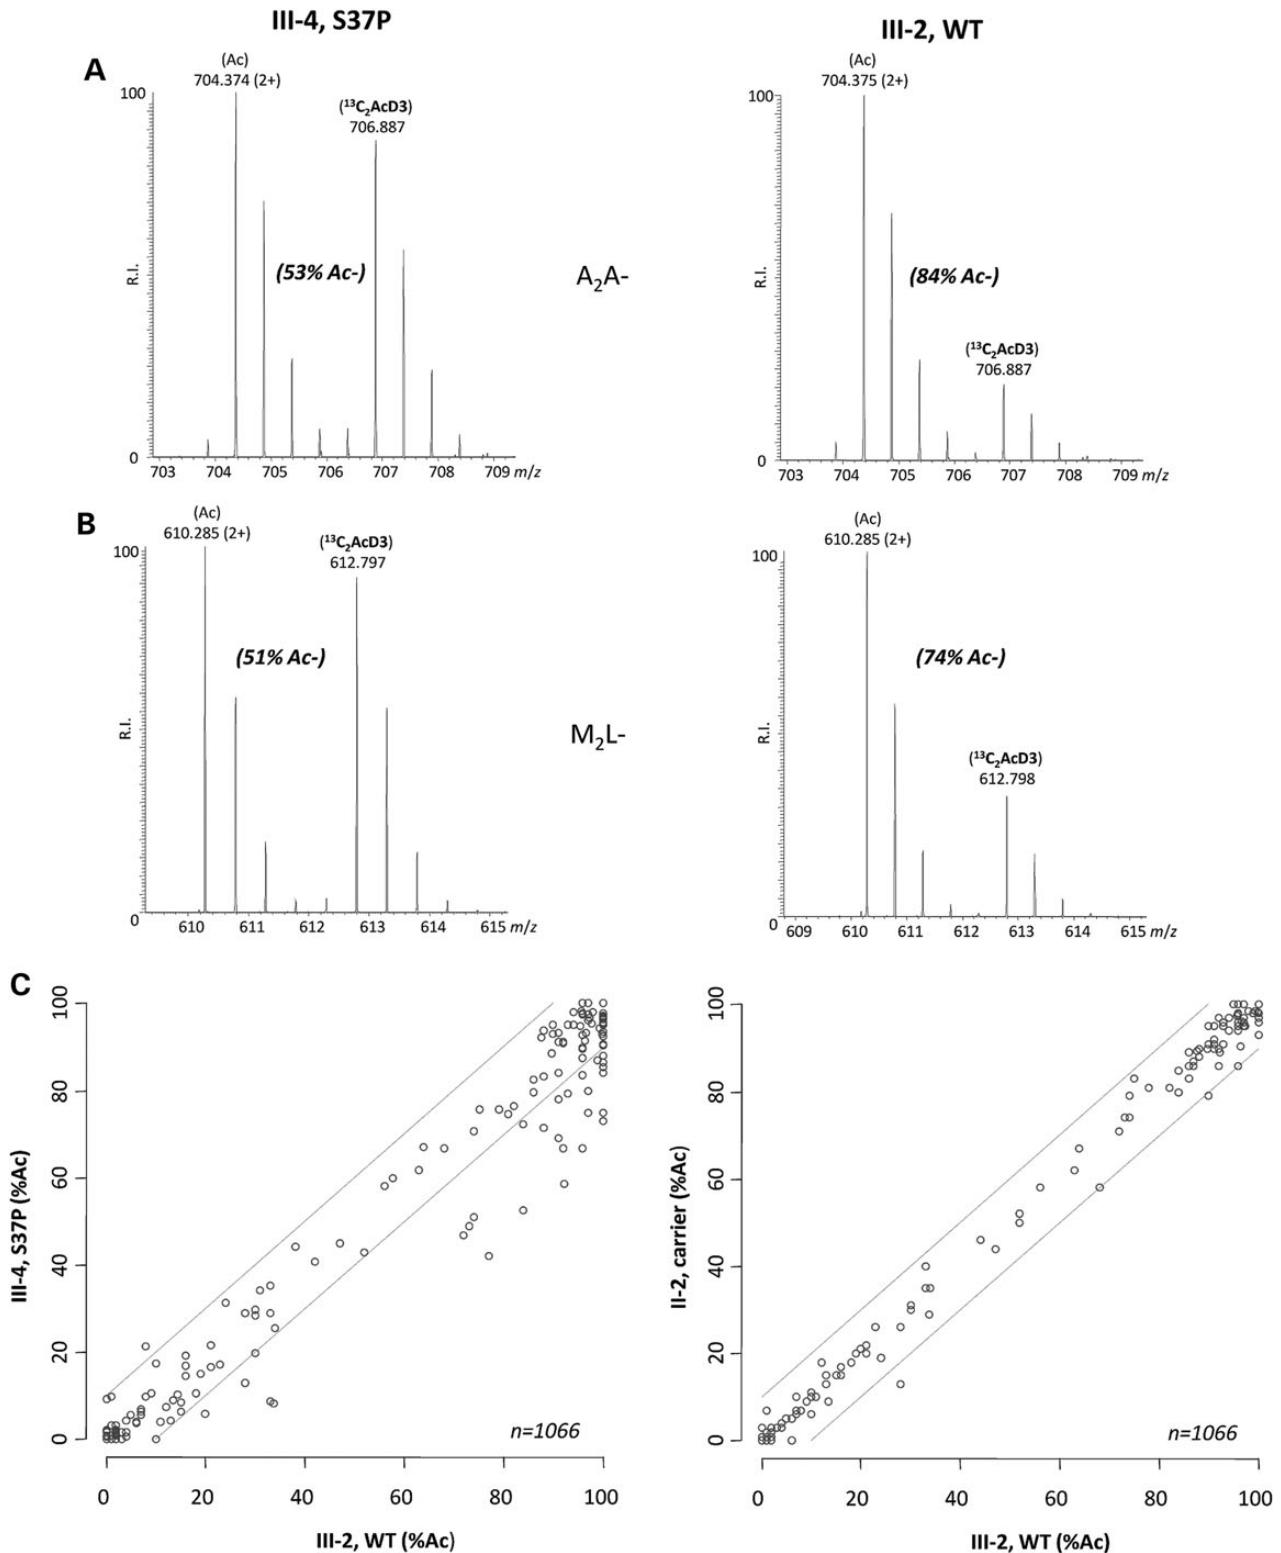 III-4, S37P
III-2, WT
A
(Ac)
704.374 (2+)
(¹³C₂AcD3)
706.887
100
(53% Ac-)
R.I.
0
703 704 705 706 707 708 709 m/z
A₂A-
(Ac)
704.375 (2+)
100
(84% Ac-)
(¹³C₂AcD3)
706.887
R.I.
0
703 704 705 706 707 708 709 m/z
B
(Ac)
610.285 (2+)
(¹³C₂AcD3)
612.797
100
(51% Ac-)
R.I.
0
610 611 612 613 614 615 m/z
M₂L-
(Ac)
610.285 (2+)
100
(74% Ac-)
(¹³C₂AcD3)
612.798
R.I.
0
609 610 611 612 613 614 615 m/z
C
100
80
60
40
20
0
III-4, S37P (%Ac)
n=1066
0 20 40 60 80 100
III-2, WT (%Ac)
100
80
60
40
20
0
II-2, carrier (%Ac)
n=1066
0 20 40 60 80 100
III-2, WT (%Ac)